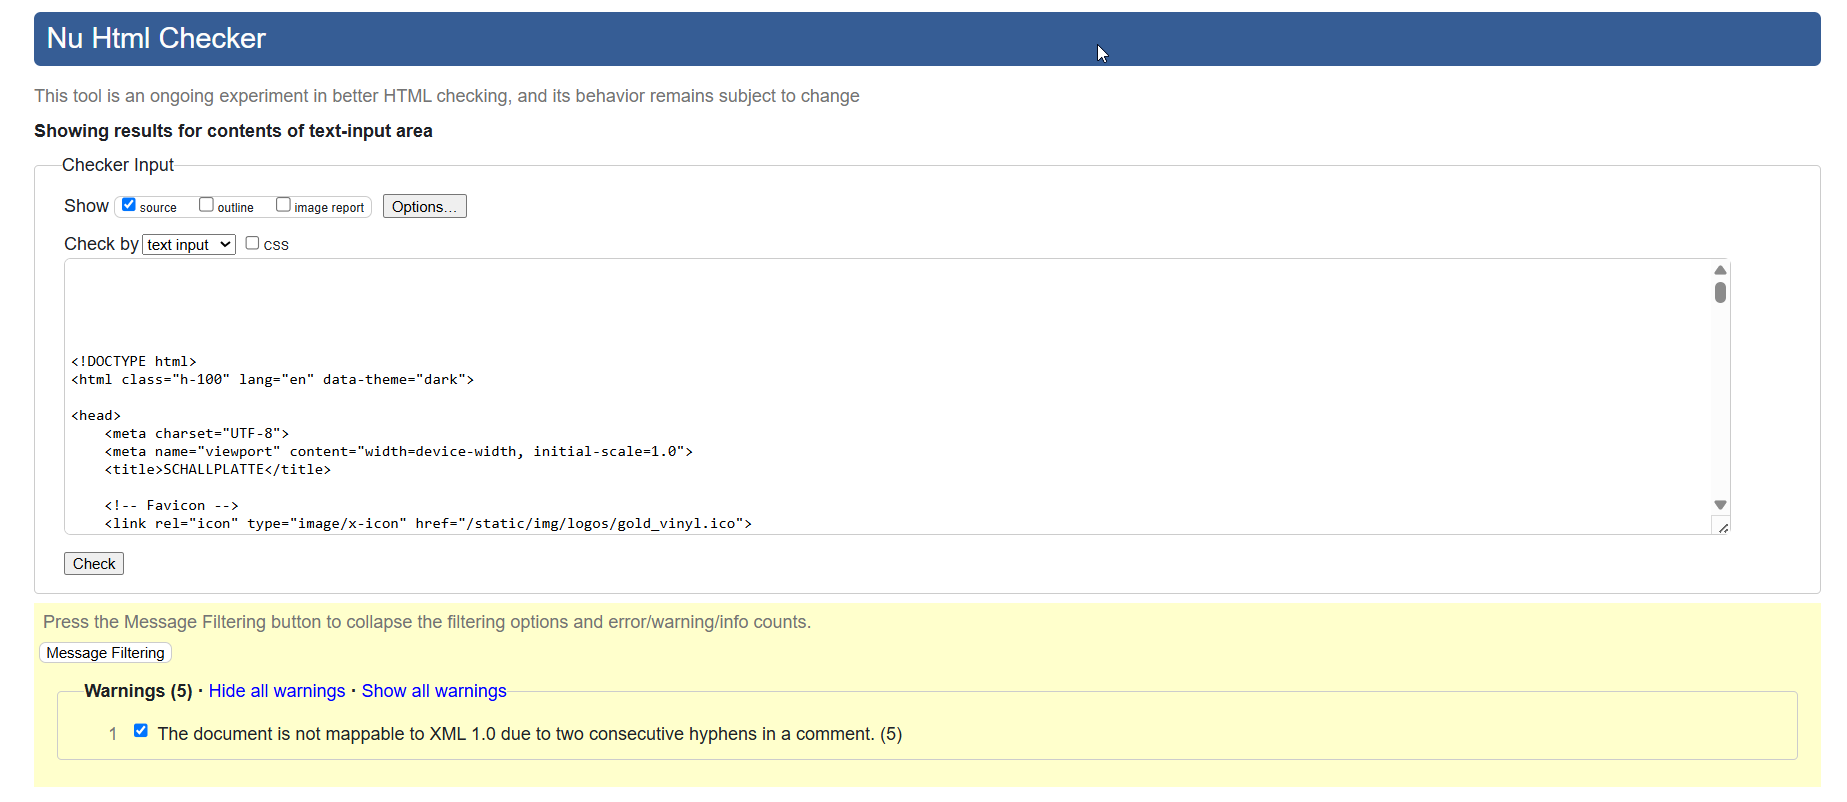 Nu Html Checker
This tool is an ongoing experiment in better HTML checking, and its behavior remains subject to change
Showing results for contents of text-input area
Checker Input
Show source outline image report Options...
Check by text input css
<!DOCTYPE html>
<html class="h-100" lang="en" data-theme="dark">
<head>
    <meta charset="UTF-8">
    <meta name="viewport" content="width=device-width, initial-scale=1.0">
    <title>SCHALLPLATTE</title>
    <!-- Favicon -->
    <link rel="icon" type="image/x-icon" href="/static/img/logos/gold_vinyl.ico">
Check
Press the Message Filtering button to collapse the filtering options and error/warning/info counts.
Message Filtering
Warnings (5) · Hide all warnings · Show all warnings
1 The document is not mappable to XML 1.0 due to two consecutive hyphens in a comment. (5)